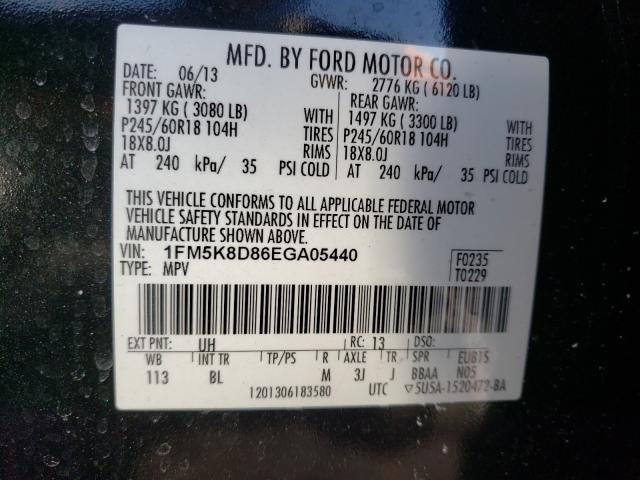 MFD. BY FORD MOTOR CO.
DATE: 06/13 GVWR: 2776 KG ( 6120 LB)
FRONT GAWR: REAR GAWR:
1397 KG ( 3080 LB) 1497 KG ( 3300 LB)
P245/60R18 104H TIRES P245/60R18 104H TIRES
18X8.0J RIMS 18X8.0J RIMS
AT 240 kPa/ 35 PSI COLD AT 240 kPa/ 35 PSI COLD
THIS VEHICLE CONFORMS TO ALL APPLICABLE FEDERAL MOTOR
VEHICLE SAFETY STANDARDS IN EFFECT ON THE DATE OF
MANUFACTURE SHOWN ABOVE.
VIN: 1FM5K8D86EGA05440 F0235
TYPE: MPV T0229
EXT PNT: UH RC: 13 DSO:
WB INT TR TP/PS R AXLE TR SPR EUB1S
113 BL M 3J J BBAA N05
1201306183580 UTC ▽5U5A-1520472-BA